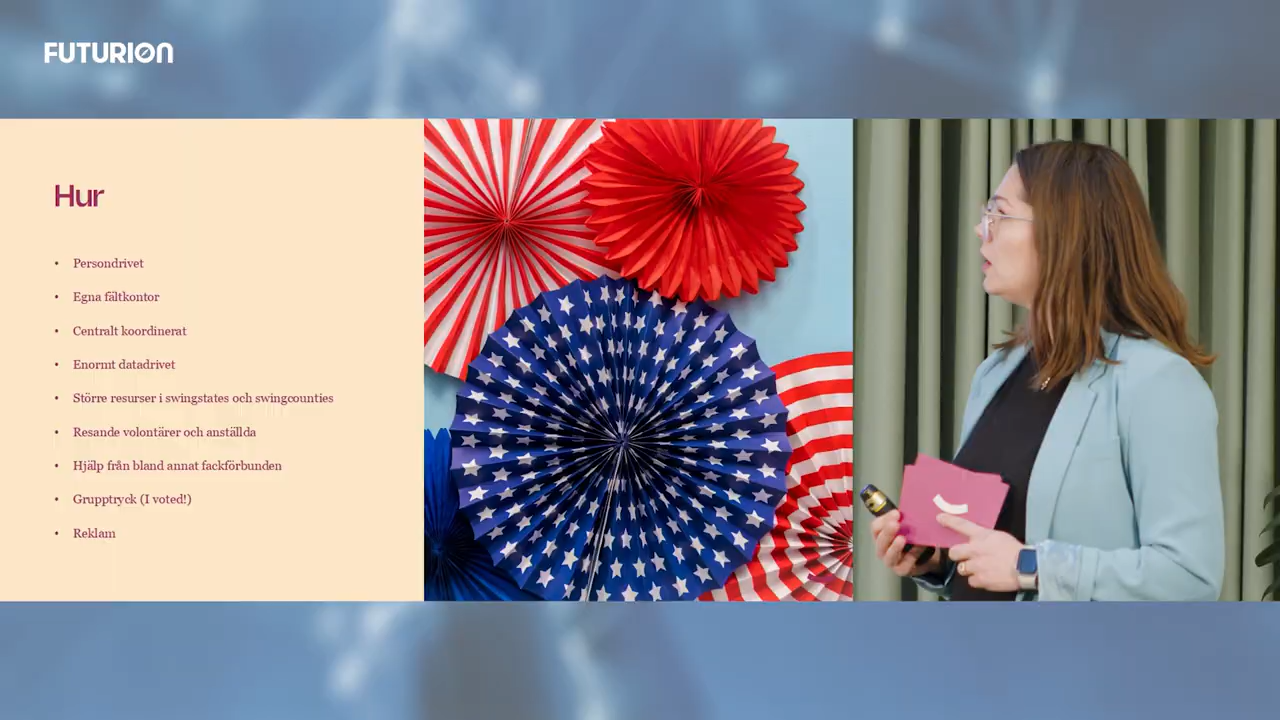 FUTURION
Hur
• Persondrivet
• Egna fältkontor
• Centralt koordinerat
• Enormt datadrivet
• Större resurser i swingstates och swingcounties
• Resande volontärer och anställda
• Hjälp från bland annat fackförbunden
• Grupptryck (I voted!)
• Reklam